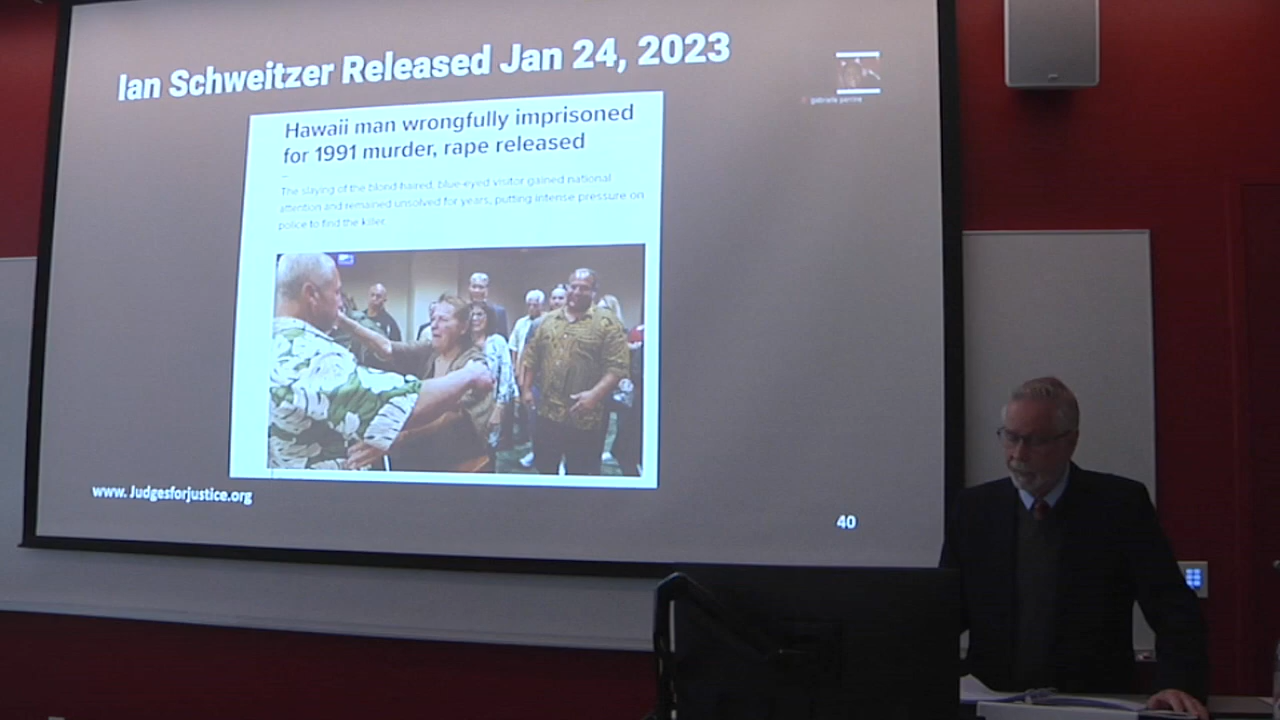 Ian Schweitzer Released Jan 24, 2023
Hawaii man wrongfully imprisoned
for 1991 murder, rape released
The slaying of the blond-haired, blue-eyed visitor gained national
attention and remained unsolved for years, putting intense pressure on
police to find the killer.
www. Judgesforjustice.org
40